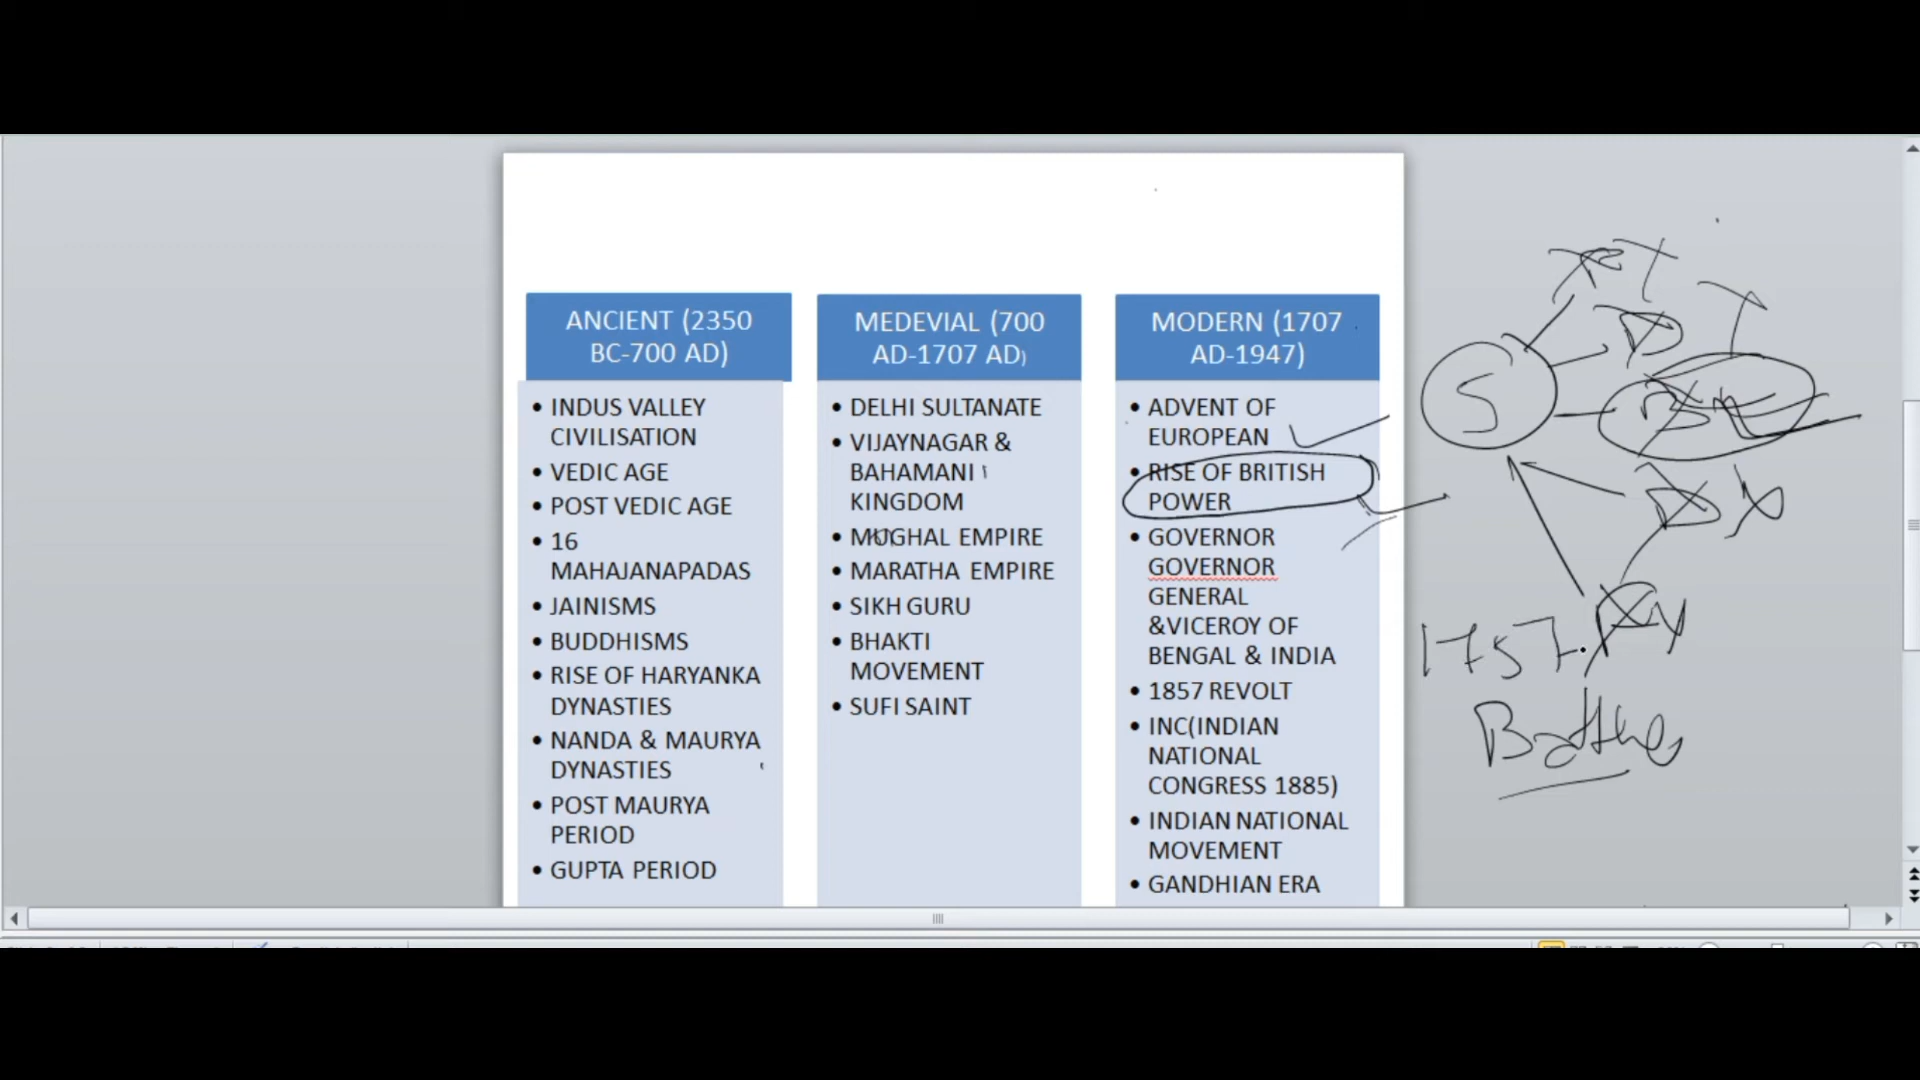 ANCIENT (2350
BC-700 AD)
• INDUS VALLEY
CIVILISATION
• VEDIC AGE
• POST VEDIC AGE
• 16
MAHAJANAPADAS
• JAINISMS
• BUDDHISMS
• RISE OF HARYANKA
DYNASTIES
• NANDA & MAURYA
DYNASTIES
• POST MAURYA
PERIOD
• GUPTA PERIOD
MEDEVIAL (700
AD-1707 AD)
• DELHI SULTANATE
• VIJAYNAGAR &
BAHAMANI
KINGDOM
• MUGHAL EMPIRE
• MARATHA EMPIRE
• SIKH GURU
• BHAKTI
MOVEMENT
• SUFI SAINT
MODERN (1707
AD-1947)
• ADVENT OF
EUROPEAN
• RISE OF BRITISH
POWER
• GOVERNOR
GOVERNOR
GENERAL
&VICEROY OF
BENGAL & INDIA
• 1857 REVOLT
• INC(INDIAN
NATIONAL
CONGRESS 1885)
• INDIAN NATIONAL
MOVEMENT
• GANDHIAN ERA
S
1757